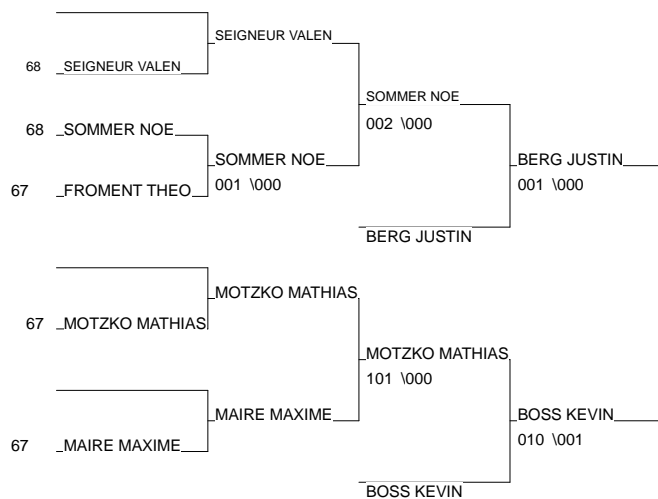 SEIGNEUR VALEN
68 SEIGNEUR VALEN
SOMMER NOE
002 \000
68 SOMMER NOE
SOMMER NOE
001 \000
BERG JUSTIN
001 \000
67 FROMENT THEO
BERG JUSTIN
MOTZKO MATHIAS
67 MOTZKO MATHIAS
MOTZKO MATHIAS
101 \000
MAIRE MAXIME
BOSS KEVIN
010 \001
67 MAIRE MAXIME
BOSS KEVIN